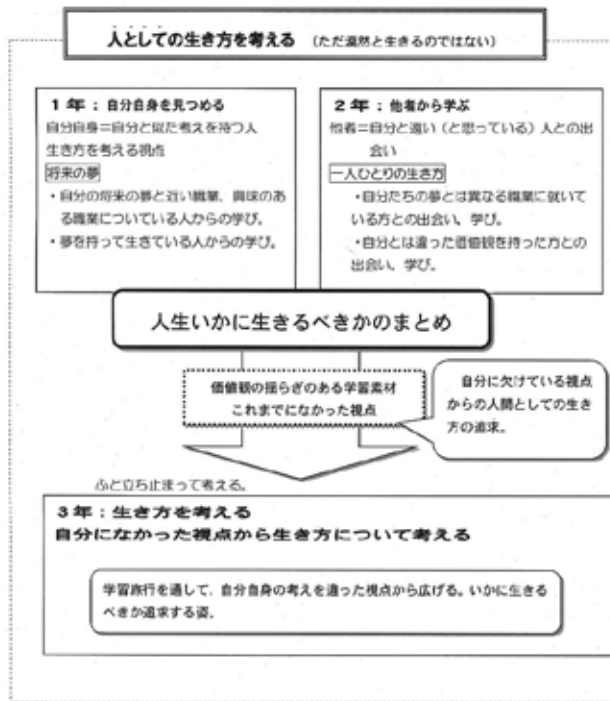 人としての生き方を考える (ただ漠然と生きるのではない)
1年:自分自身を見つめる
自分自身=自分と似た考えを持つ人
生き方を考える視点
将来の夢
・自分の将来の夢と近い職業、興味のあ
る職業についている人からの学び。
・夢を持って生きている人からの学び。
2年:他者から学ぶ
他者=自分と遠い(と思っている)人との出
会い
一人ひとりの生き方
・自分たちの夢とは異なる職業に就いて
いる方との出会い、学び。
・自分とは違った価値観を持った方との
出会い、学び。
人生いかに生きるべきかのまとめ
価値観の揺らぎのある学習素材
これまでになかった視点
自分に欠けている視点
からの人間としての生き
方の追求。
ふと立ち止まって考える。
3年:生き方を考える
自分になかった視点から生き方について考える
学習旅行を通して、自分自身の考えを違った視点から広げる。いかに生きる
べきか追求する姿。